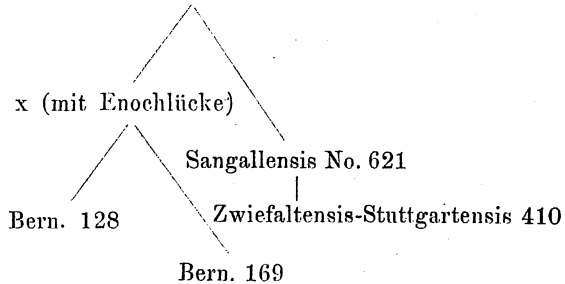 x (mit Enochlücke)
Sangallensis No. 621
Bern. 128
Zwiefaltensis-Stuttgartensis 410
Bern. 169